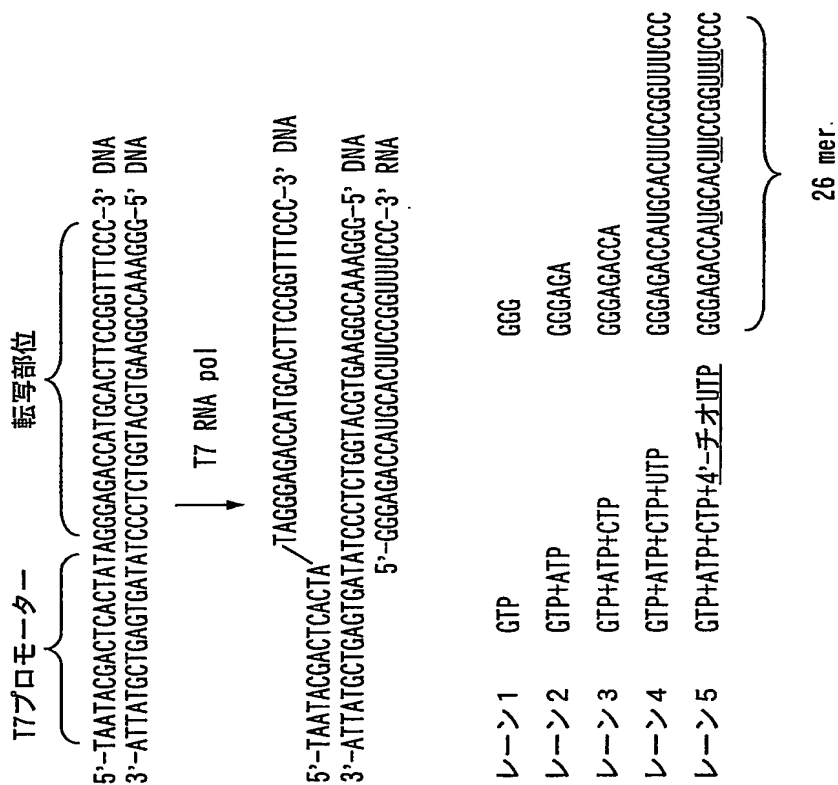 T7プロモーター 転写部位
5'-TAATACGACTCACTATAGGGAGACCATGCACTTCCGGTTTCCC-3' DNA
3'-ATTATGCTGAGTGATATCCCTCTGGTACGTGAAGGCCAAAGGG-5' DNA
T7 RNA pol
TAGGGAGACCATGCACTTCCGGTTTCCC-3' DNA
5'-TAATACGACTCACTA
3'-ATTATGCTGAGTGATATCCCTCTGGTACGTGAAGGCCAAAGGG-5' DNA
5'-GGGAGACCAUGCACUUCCGGUUUCCC-3' RNA
レーン1 GTP GGG
レーン2 GTP+ATP GGGAGA
レーン3 GTP+ATP+CTP GGGAGACCA
レーン4 GTP+ATP+CTP+UTP GGGAGACCAUGCACUUCCGGUUUCCC
レーン5 GTP+ATP+CTP+4'-チオUTP GGGAGACCAUGCACUUCCGGUUUCCC
26 mer.